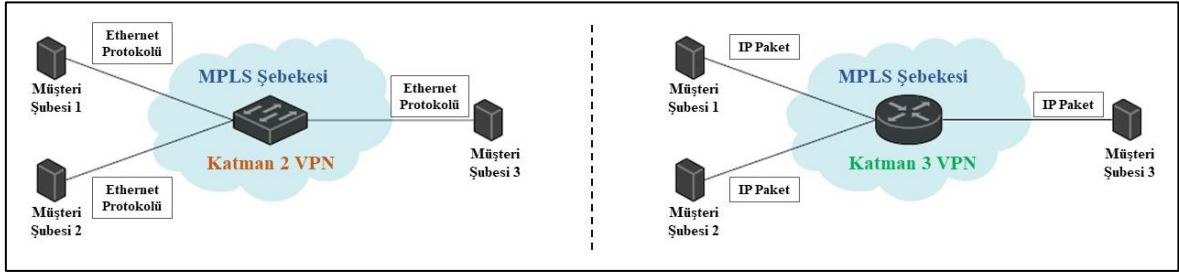 Ethernet
Protokolü
MPLS Şebekesi
Müşteri
Şubesi 1
Ethernet
Protokolü
Katman 2 VPN
Müşteri
Şubesi 3
Ethernet
Protokolü
Müşteri
Şubesi 2
IP Paket
MPLS Şebekesi
Müşteri
Şubesi 1
IP Paket
Katman 3 VPN
Müşteri
Şubesi 3
IP Paket
Müşteri
Şubesi 2